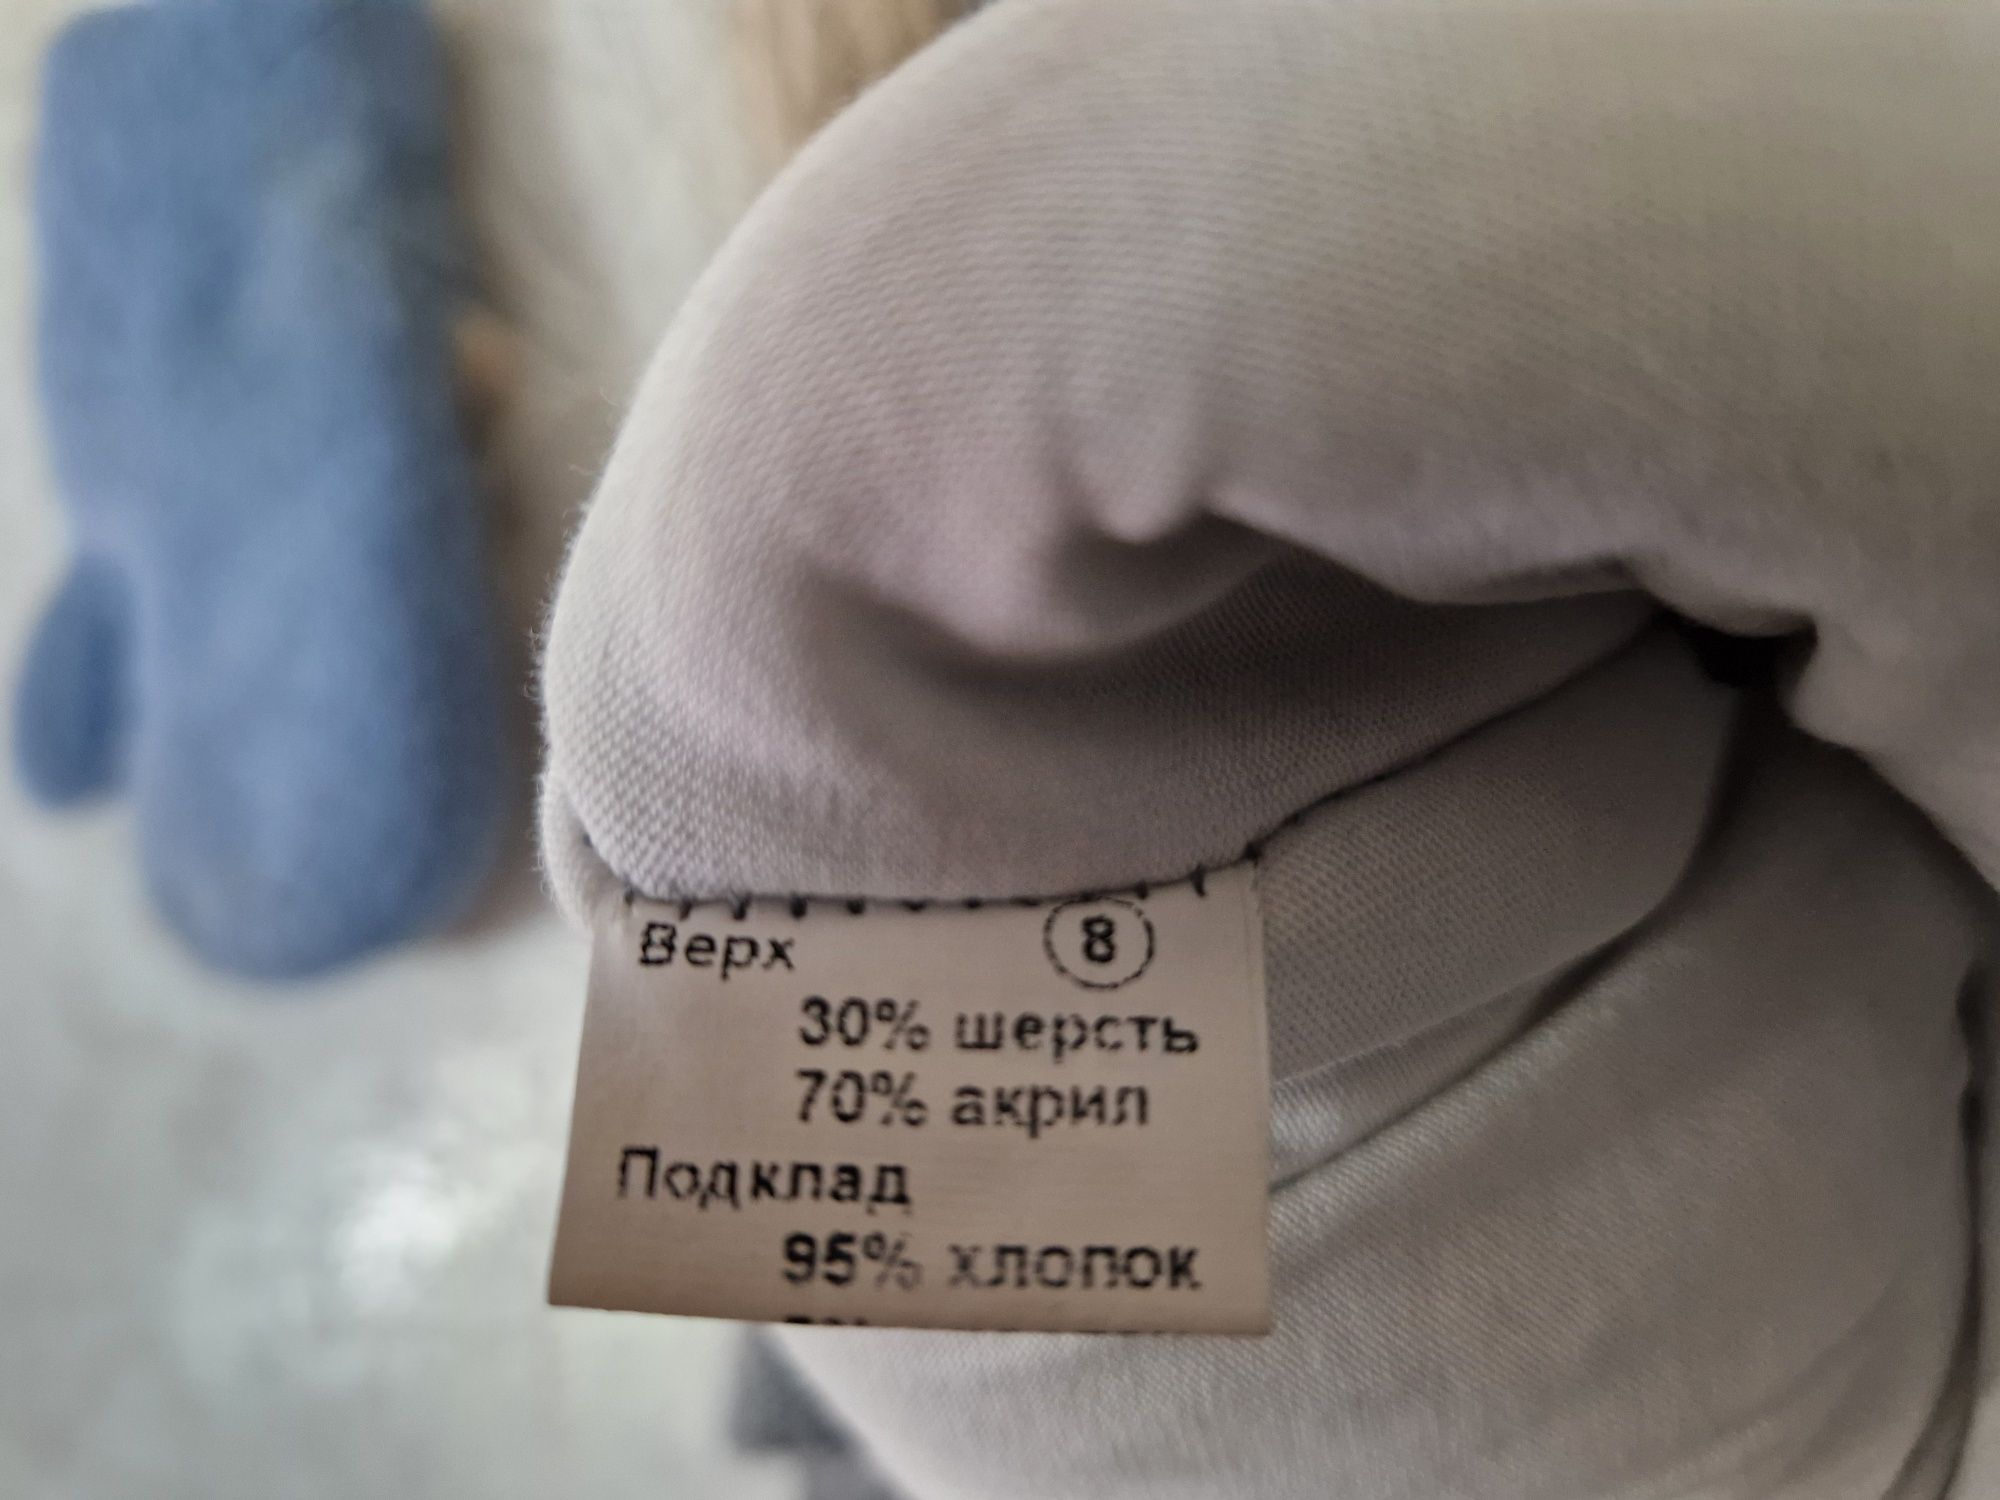 Верх 8
30% шерсть
70% акрил
Подклад
95% хлопок